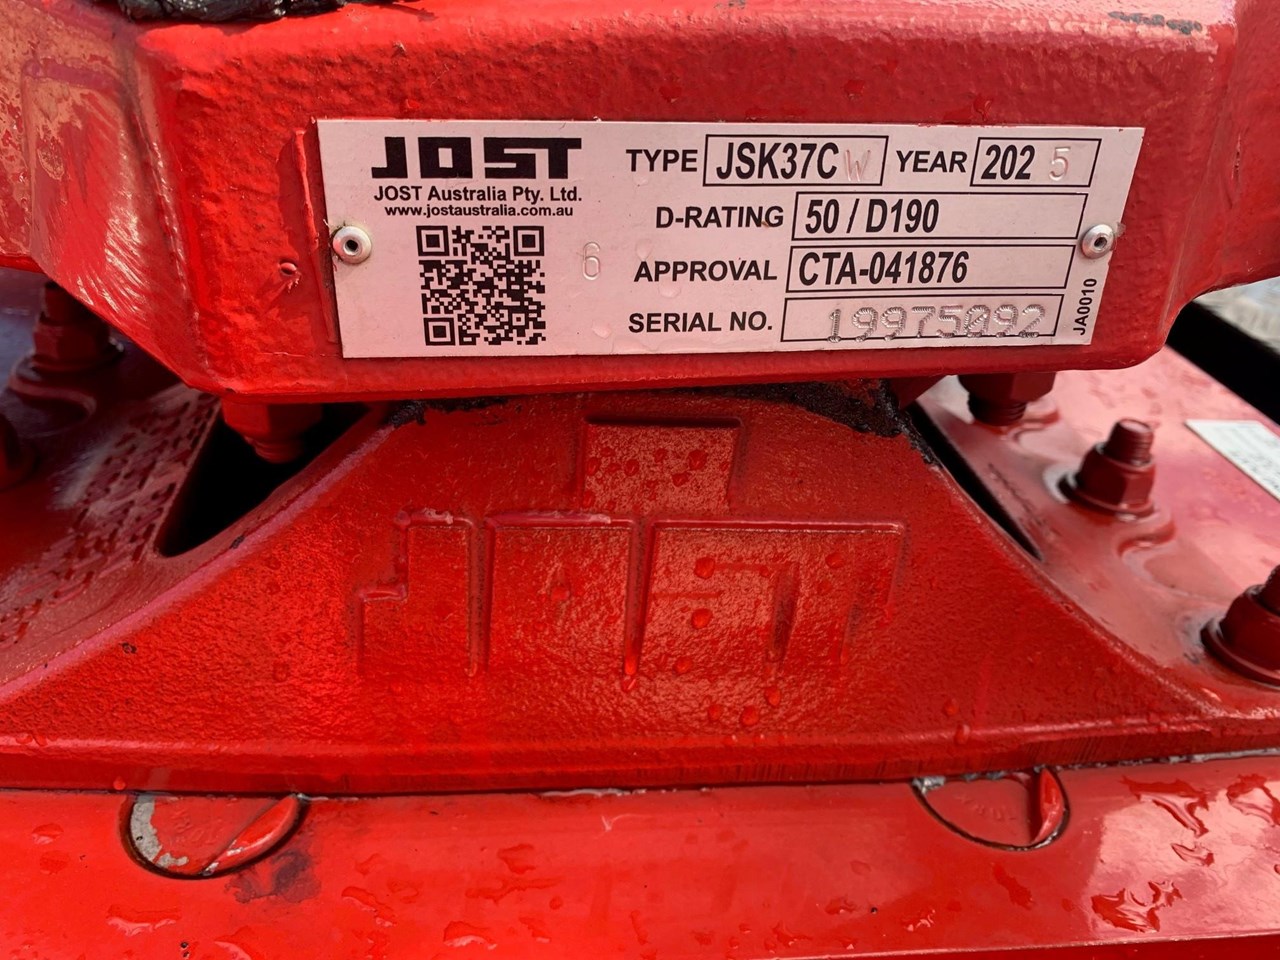 JOST
JOST Australia Pty. Ltd.
www.jostaustralia.com.au
6
TYPE JSK37CW YEAR 2025
D-RATING 50 / D190
APPROVAL CTA-041876
SERIAL NO. 19975092
JA0010
JOST